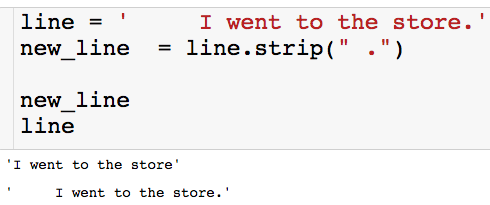 line = '     I went to the store.'
new_line  = line.strip(" .")
new_line
line
'I went to the store'
'     I went to the store.'